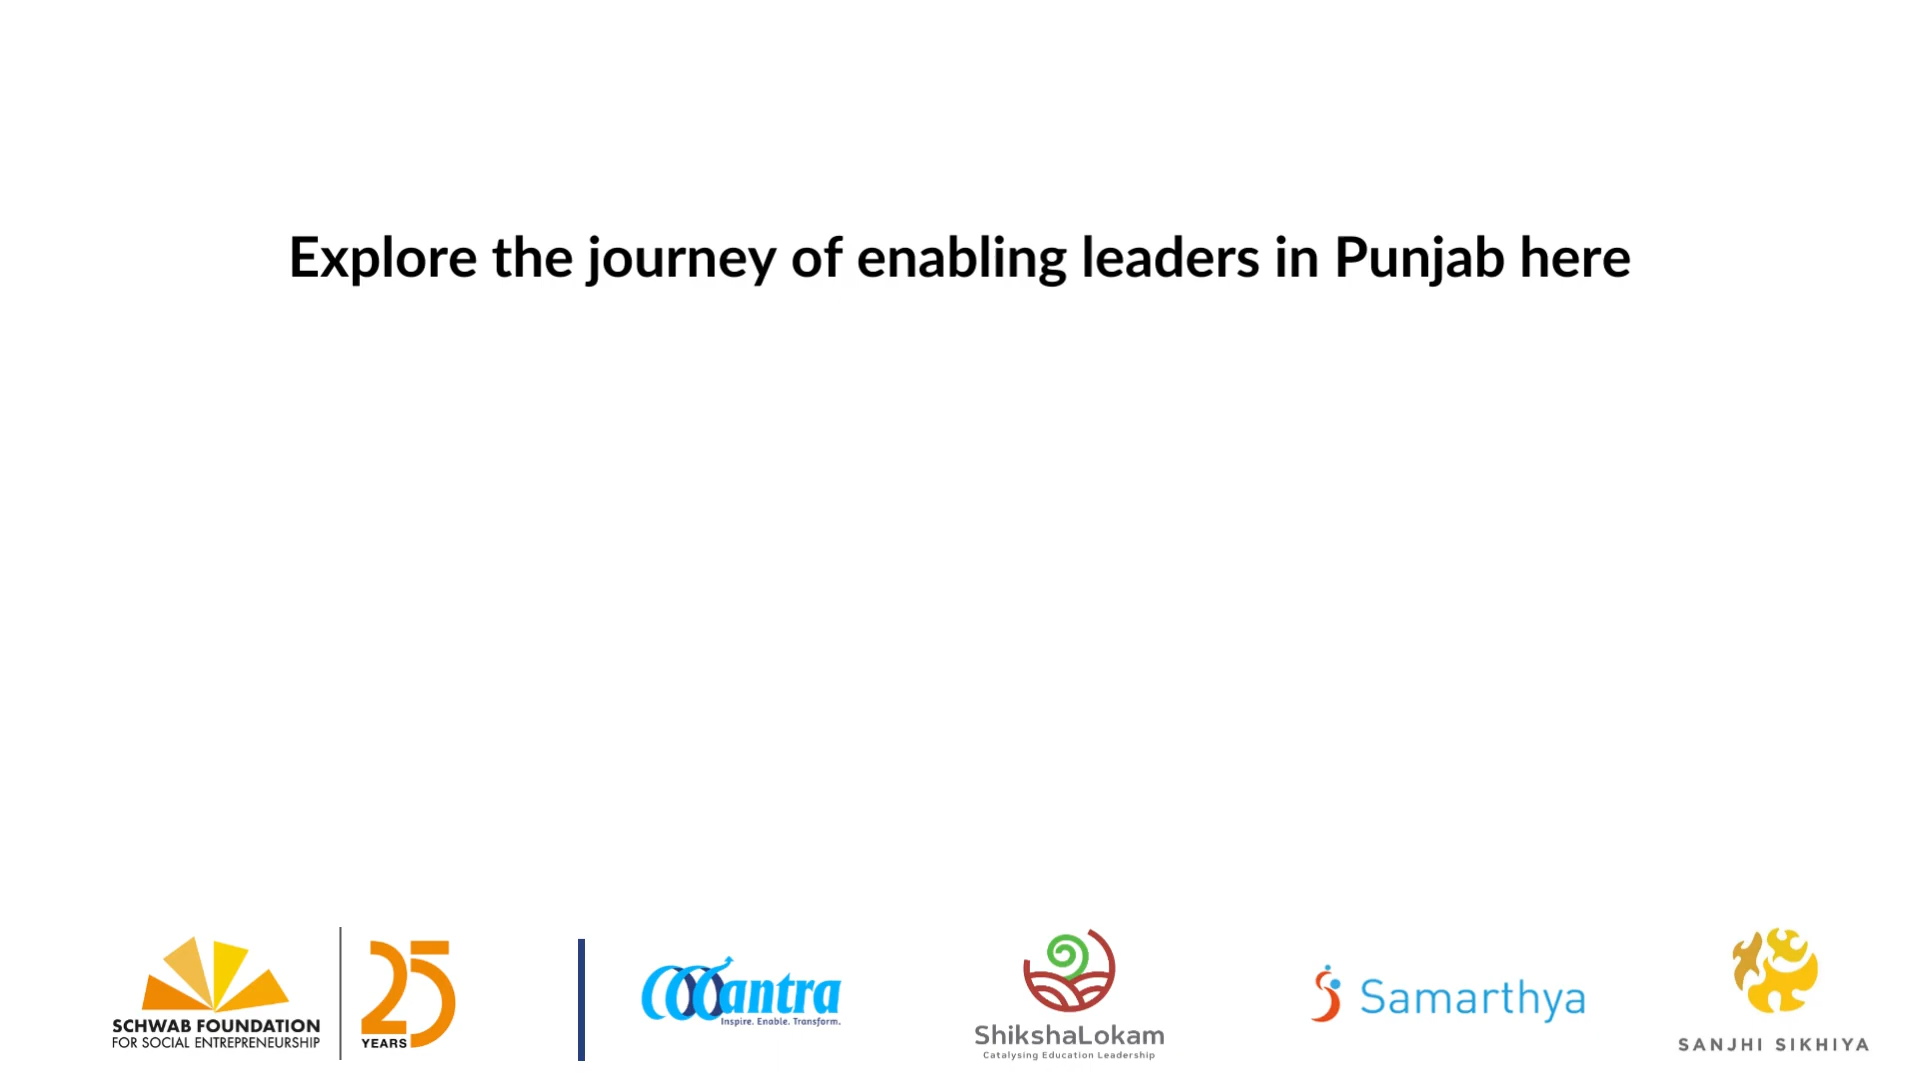 Explore the journey of enabling leaders in Punjab here
SCHWAB FOUNDATION
FOR SOCIAL ENTREPRENEURSHIP
25
YEARS
Mantra
Inspire. Enable. Transform.
ShikshaLokam
Catalysing Education Leadership
Samarthya
SANJHI SIKHIYA